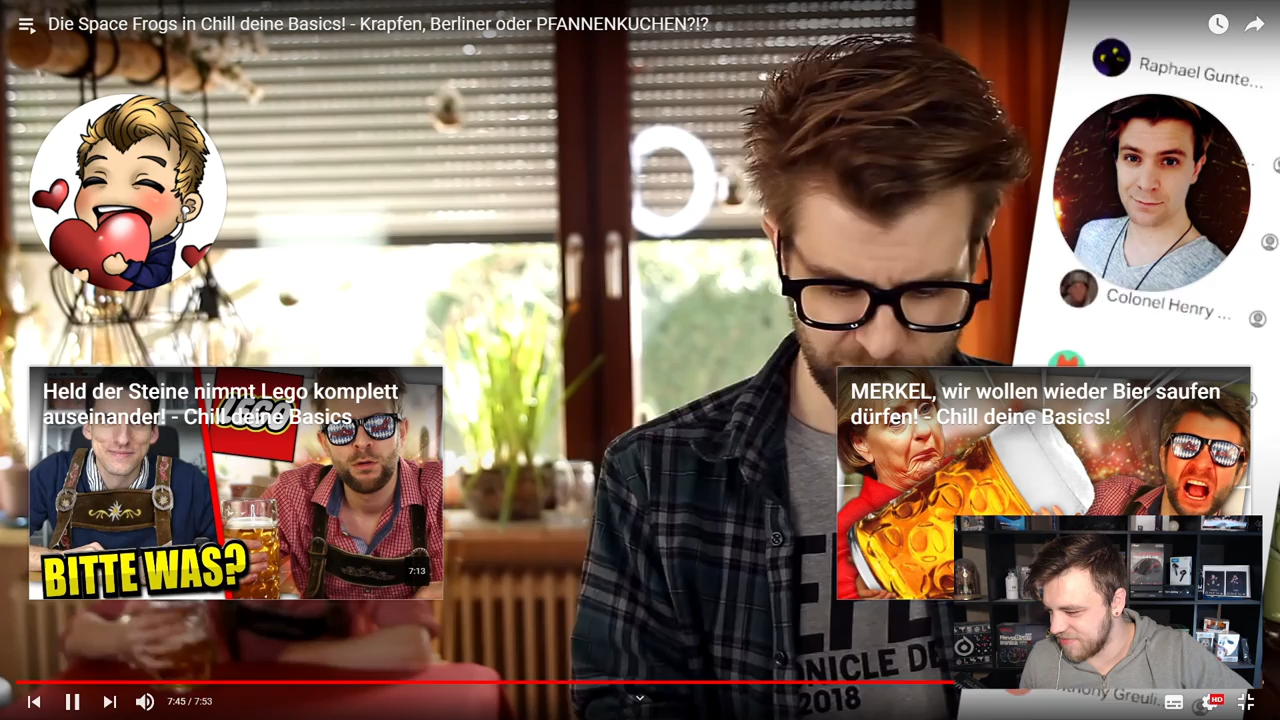 Die Space Frogs in Chill deine Basics! - Krapfen, Berliner oder PFANNENKUCHEN?!?
Raphael Gunte...
Colonel Henry ...
Held der Steine nimmt Lego komplett
auseinander! - Chill deine Basics
BITTE WAS?
7:13
MERKEL, wir wollen wieder Bier saufen
dürfen! - Chill deine Basics!
ONICLE DE
2018
7:45 / 7:53
HD